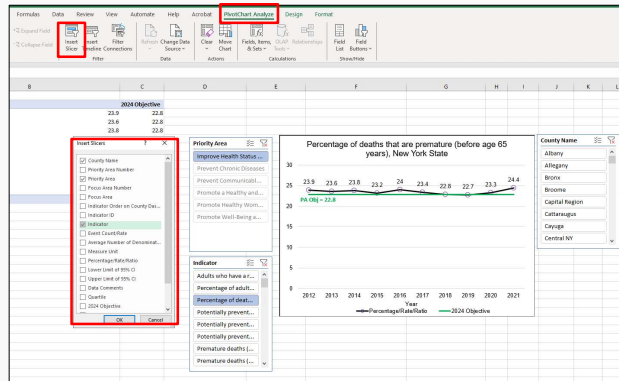 Formulas Data Review View Automate Help Acrobat PivotChart Analyze Design Format
Expand Field
Collapse Field
Insert Slicer
Insert Timeline
Filter Connections
Filter
Refresh
Change Data Source
Data
Clear
Move Chart
Actions
Fields, Items, & Sets
OLAP Tools
Relationships
Calculations
Field List
Field Buttons
Show/Hide
B C D E F G H I J K L
2024 Objective
23.9 22.8
23.6 22.8
23.8 22.8
Insert Slicers ? X
County Name
Priority Area Number
Priority Area
Focus Area Number
Focus Area
Indicator Order on County Das...
Indicator ID
Indicator
Event Count/Rate
Average Number of Denominat...
Measure Unit
Percentage/Rate/Ratio
Lower Limit of 95% CI
Upper Limit of 95% CI
Data Comments
Quartile
2024 Objective
OK Cancel
Priority Area
Improve Health Status ...
Prevent Chronic Diseases
Prevent Communicabl...
Promote a Healthy and...
Promote Healthy Wom...
Promote Well-Being a...
Indicator
Adults who have a r...
Percentage of adult...
Percentage of deat...
Potentially prevent...
Potentially prevent...
Potentially prevent...
Premature deaths (...
Premature deaths (...
Percentage of deaths that are premature (before age 65
years), New York State
30
25
20
15
10
5
0
23.9 23.6 23.8 23.2 24 23.4 22.8 22.7 23.3 24.4
PA Obj = 22.8
2012 2013 2014 2015 2016 2017 2018 2019 2020 2021
Year
Percentage/Rate/Ratio 2024 Objective
County Name
Albany
Allegany
Bronx
Broome
Capital Region
Cattaraugus
Cayuga
Central NY